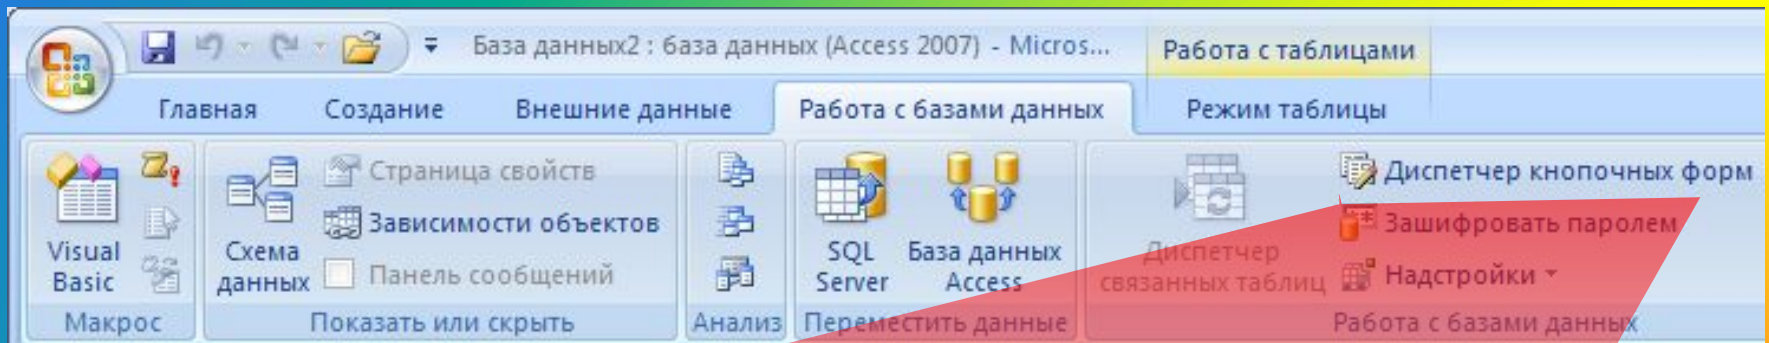 База данных2 : база данных (Access 2007) - Micros...
Работа с таблицами
Главная
Создание
Внешние данные
Работа с базами данных
Режим таблицы
Visual
Basic
Макрос
Схема
данных
Страница свойств
Зависимости объектов
Панель сообщений
Показать или скрыть
Анализ
SQL
Server
База данных
Access
Переместить данные
Диспетчер
связанных таблиц
Диспетчер кнопочных форм
Зашифровать паролем
Надстройки
Работа с базами данных